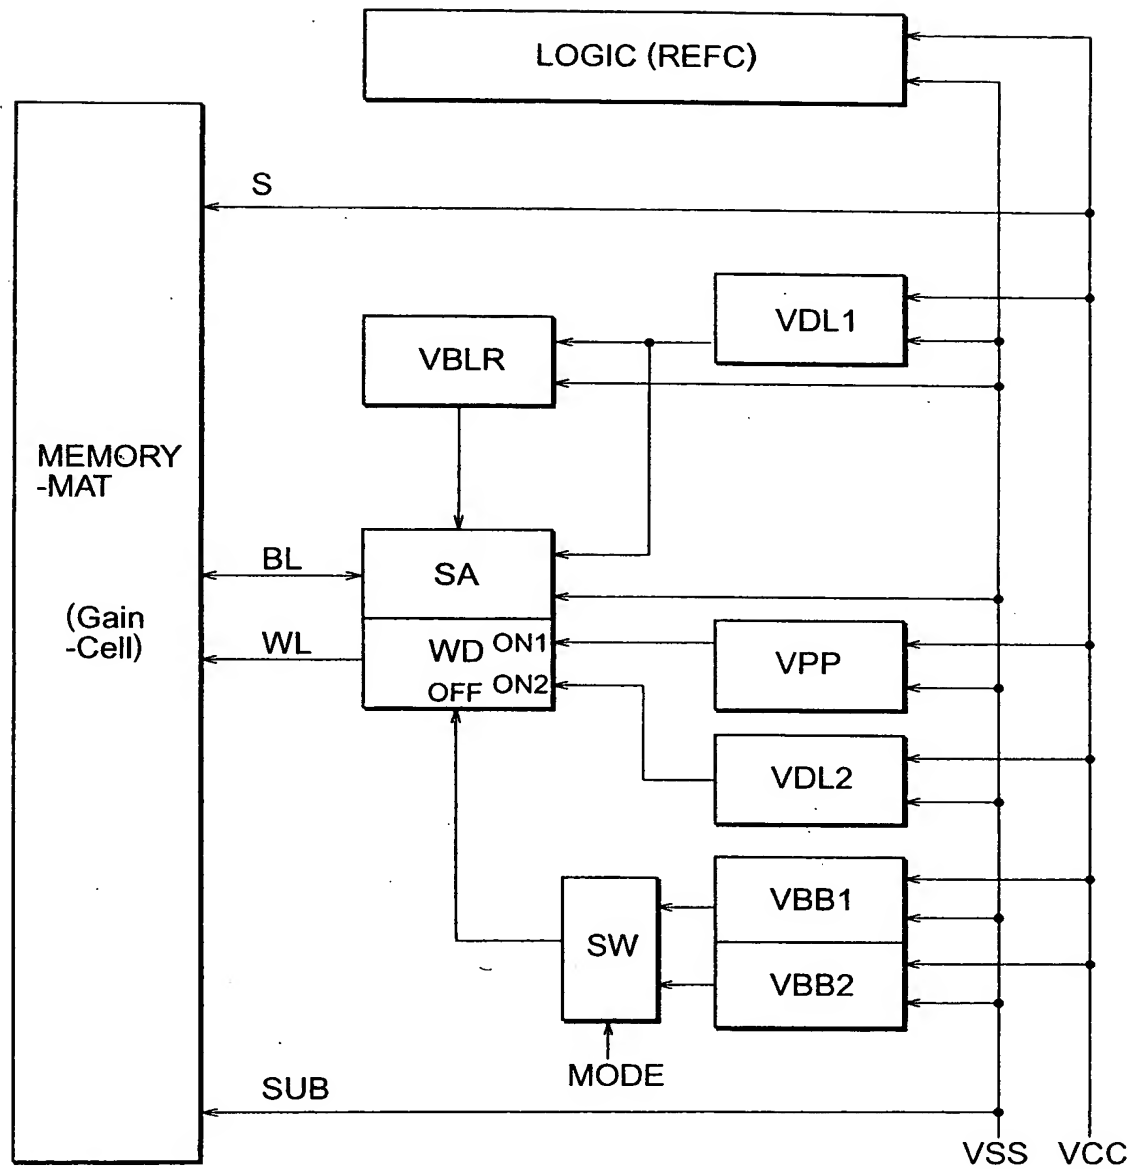 LOGIC (REFC)
S
VDL1
VBLR
MEMORY
-MAT
BL
SA
(Gain
-Cell)
WL
WD
ON1
OFF
ON2
VPP
VDL2
VBB1
SW
VBB2
MODE
SUB
VSS
VCC